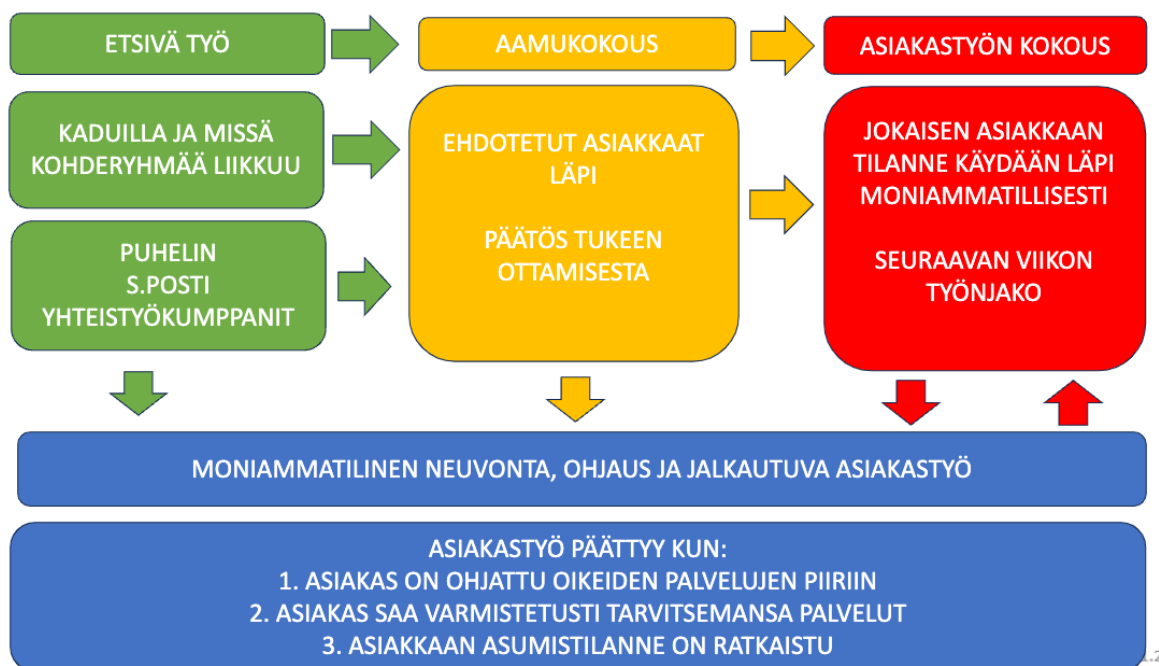 ETSIVÄ TYÖ
AAMUKOKOUS
ASIAKASTYÖN KOKOUS
KADUILLA JA MISSÄ
KOHDERYHMÄÄ LIIKKUU
PUHELIN
S.POSTI
YHTEISTYÖKUMPPANIT
EHDOTETUT ASIAKKAAT
LÄPI
PÄÄTÖS TUKEEN
OTTAMISESTA
JOKAISEN ASIAKKAAN
TILANNE KÄYDÄÄN LÄPI
MONIAMMATILLISESTI
SEURAAVAN VIIKON
TYÖNJAKO
MONIAMMATILINEN NEUVONTA, OHJAUS JA JALKAUTUVA ASIAKASTYÖ
ASIAKASTYÖ PÄÄTTYY KUN:
1. ASIAKAS ON OHJATTU OIKEIDEN PALVELUJEN PIIRIIN
2. ASIAKAS SAA VARMISTETUSTI TARVITSEMANSA PALVELUT
3. ASIAKKAAN ASUMISTILANNE ON RATKAISTU